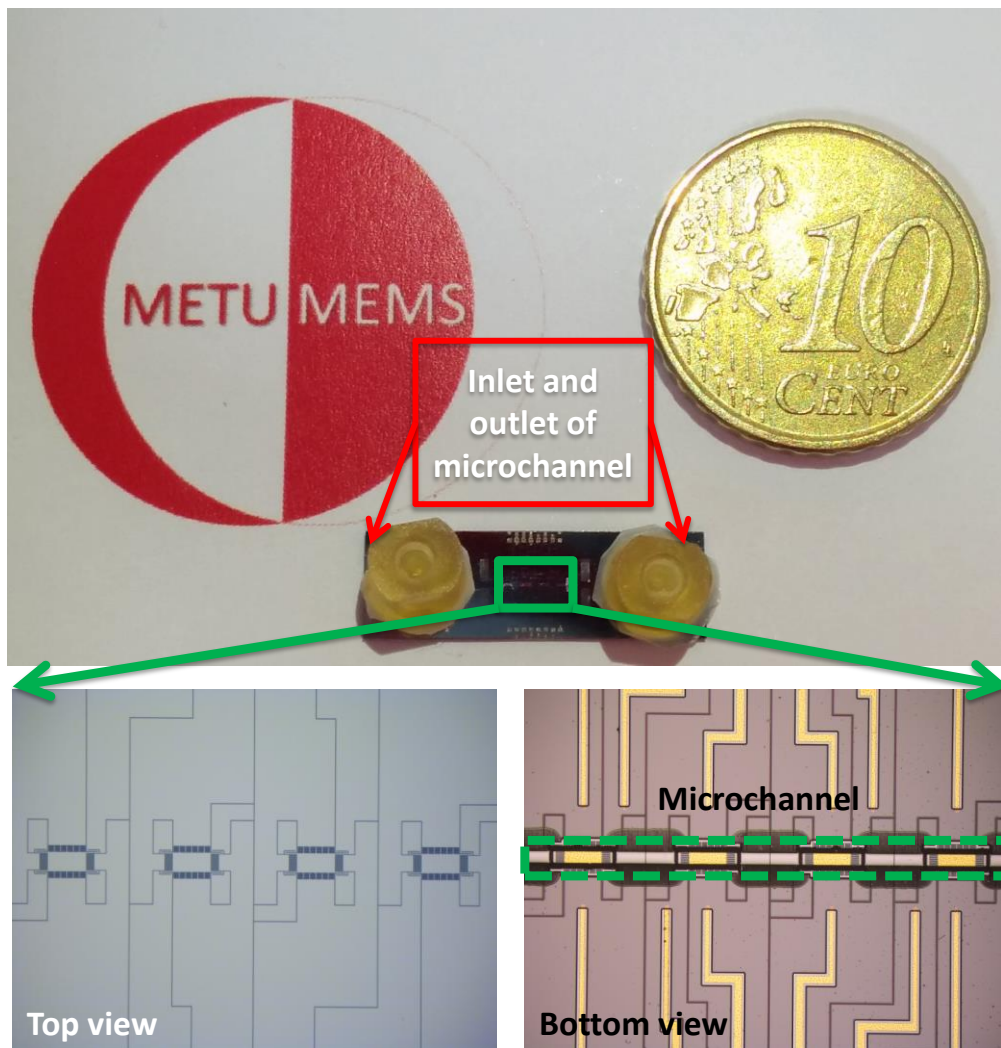 METU MEMS
10
EURO
CENT
Inlet and
outlet of
microchannel
Microchannel
Top view
Bottom view